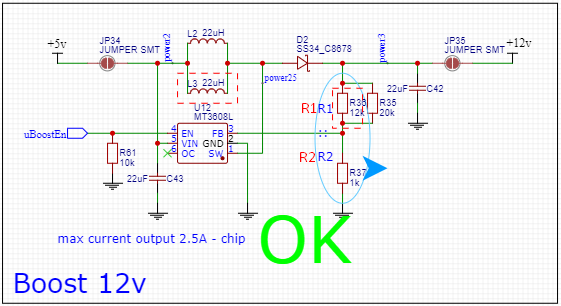 +5v
JP34
JUMPER SMT
power2
L2
22uH
L3
22uH
power25
D2
SS34_C8678
power3
JP35
JUMPER SMT
+12v
22uF
C42
R1
R1
R36
12k
R35
20k
U12
MT3608L
uBoostEn
4
EN
FB
3
5
VIN
GND
2
6
OC
SW
1
R61
10k
22uF
C43
R2
R2
R37
1k
max current output 2.5A - chip
OK
Boost 12v